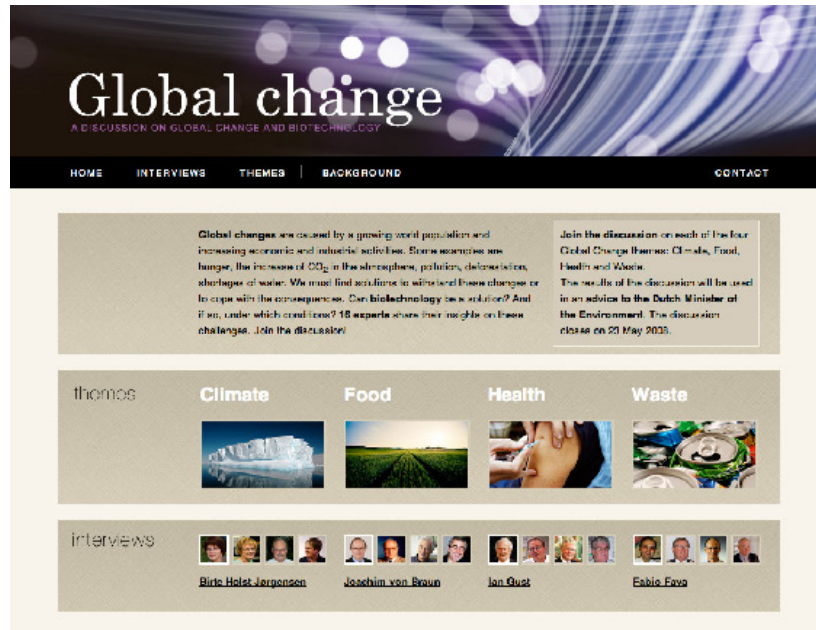 Global change
A DISCUSSION ON GLOBAL CHANGE AND BIOTECHNOLOGY
HOME INTERVIEWS THEMES BACKGROUND CONTACT
Global changes are caused by a growing world population and
increasing economic and industrial activities. Some examples are
hunger, the increase of CO2 in the atmosphere, pollution, deforestation,
shortages of water. We must find solutions to withstand these changes or
to cope with the consequences. Can biotechnology be a solution? And
if so, under which conditions? 16 experts share their insights on these
challenges. Join the discussion!
Join the discussion on each of the four
Global Change themes: Climate, Food,
Health and Waste.
The results of the discussion will be used
in an advice to the Dutch Minister of
the Environment. The discussion
closes on 23 May 2008.
themes
Climate Food Health Waste
interviews
Birte Holst Jørgensen Joachim von Braun Ian Gust Fabio Fava